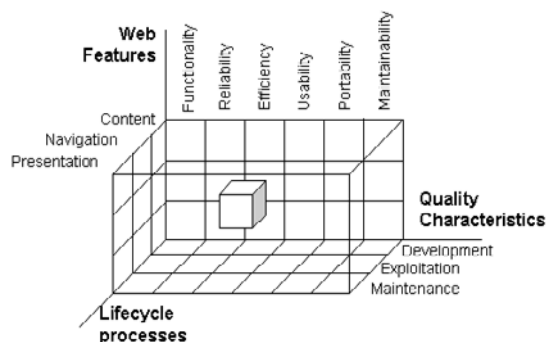 Web
Features
Functionality
Reliability
Efficiency
Usability
Portability
Maintainability
Content
Navigation
Presentation
Quality
Characteristics
Development
Exploitation
Maintenance
Lifecycle
processes